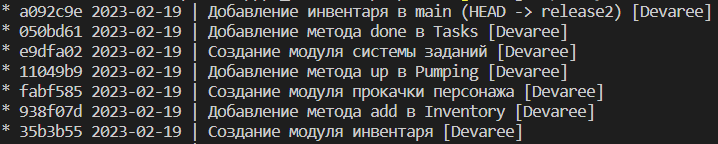 * a092c9e 2023-02-19 | Добавление инвентаря в main (HEAD -> release2) [Devaree]
* 050bd61 2023-02-19 | Добавление метода done в Tasks [Devaree]
* e9dfa02 2023-02-19 | Создание модуля системы заданий [Devaree]
* 11049b9 2023-02-19 | Добавление метода up в Pumping [Devaree]
* fabf585 2023-02-19 | Создание модуля прокачки персонажа [Devaree]
* 938f07d 2023-02-19 | Добавление метода add в Inventory [Devaree]
* 35b3b55 2023-02-19 | Создание модуля инвентаря [Devaree]